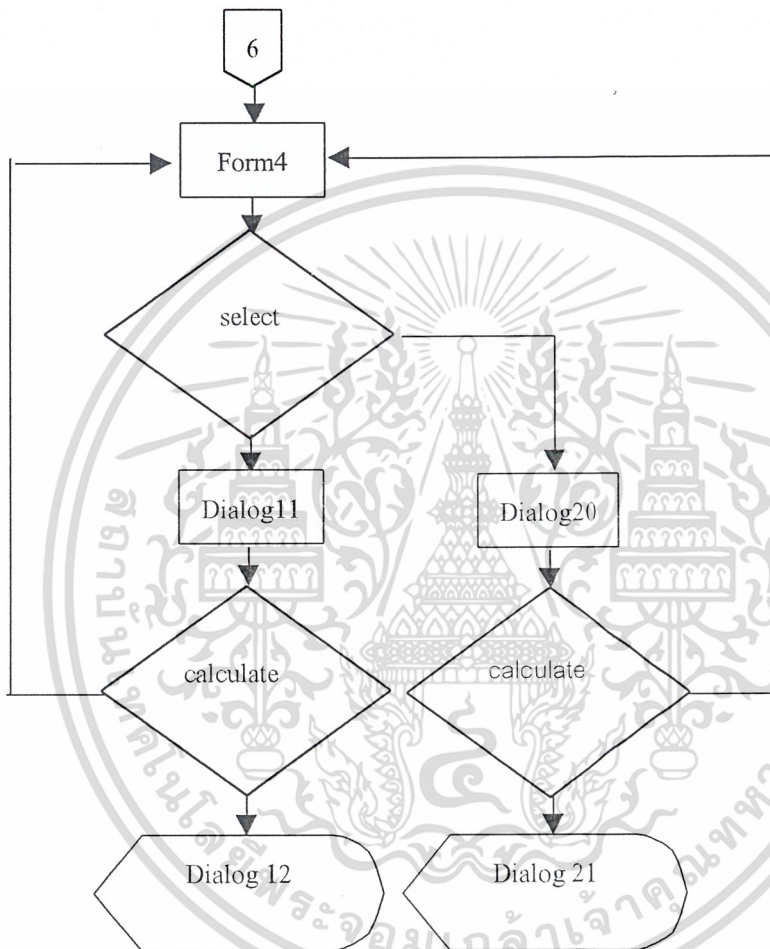 6
Form4
select
Dialog11
Dialog20
calculate
calculate
Dialog 12
Dialog 21